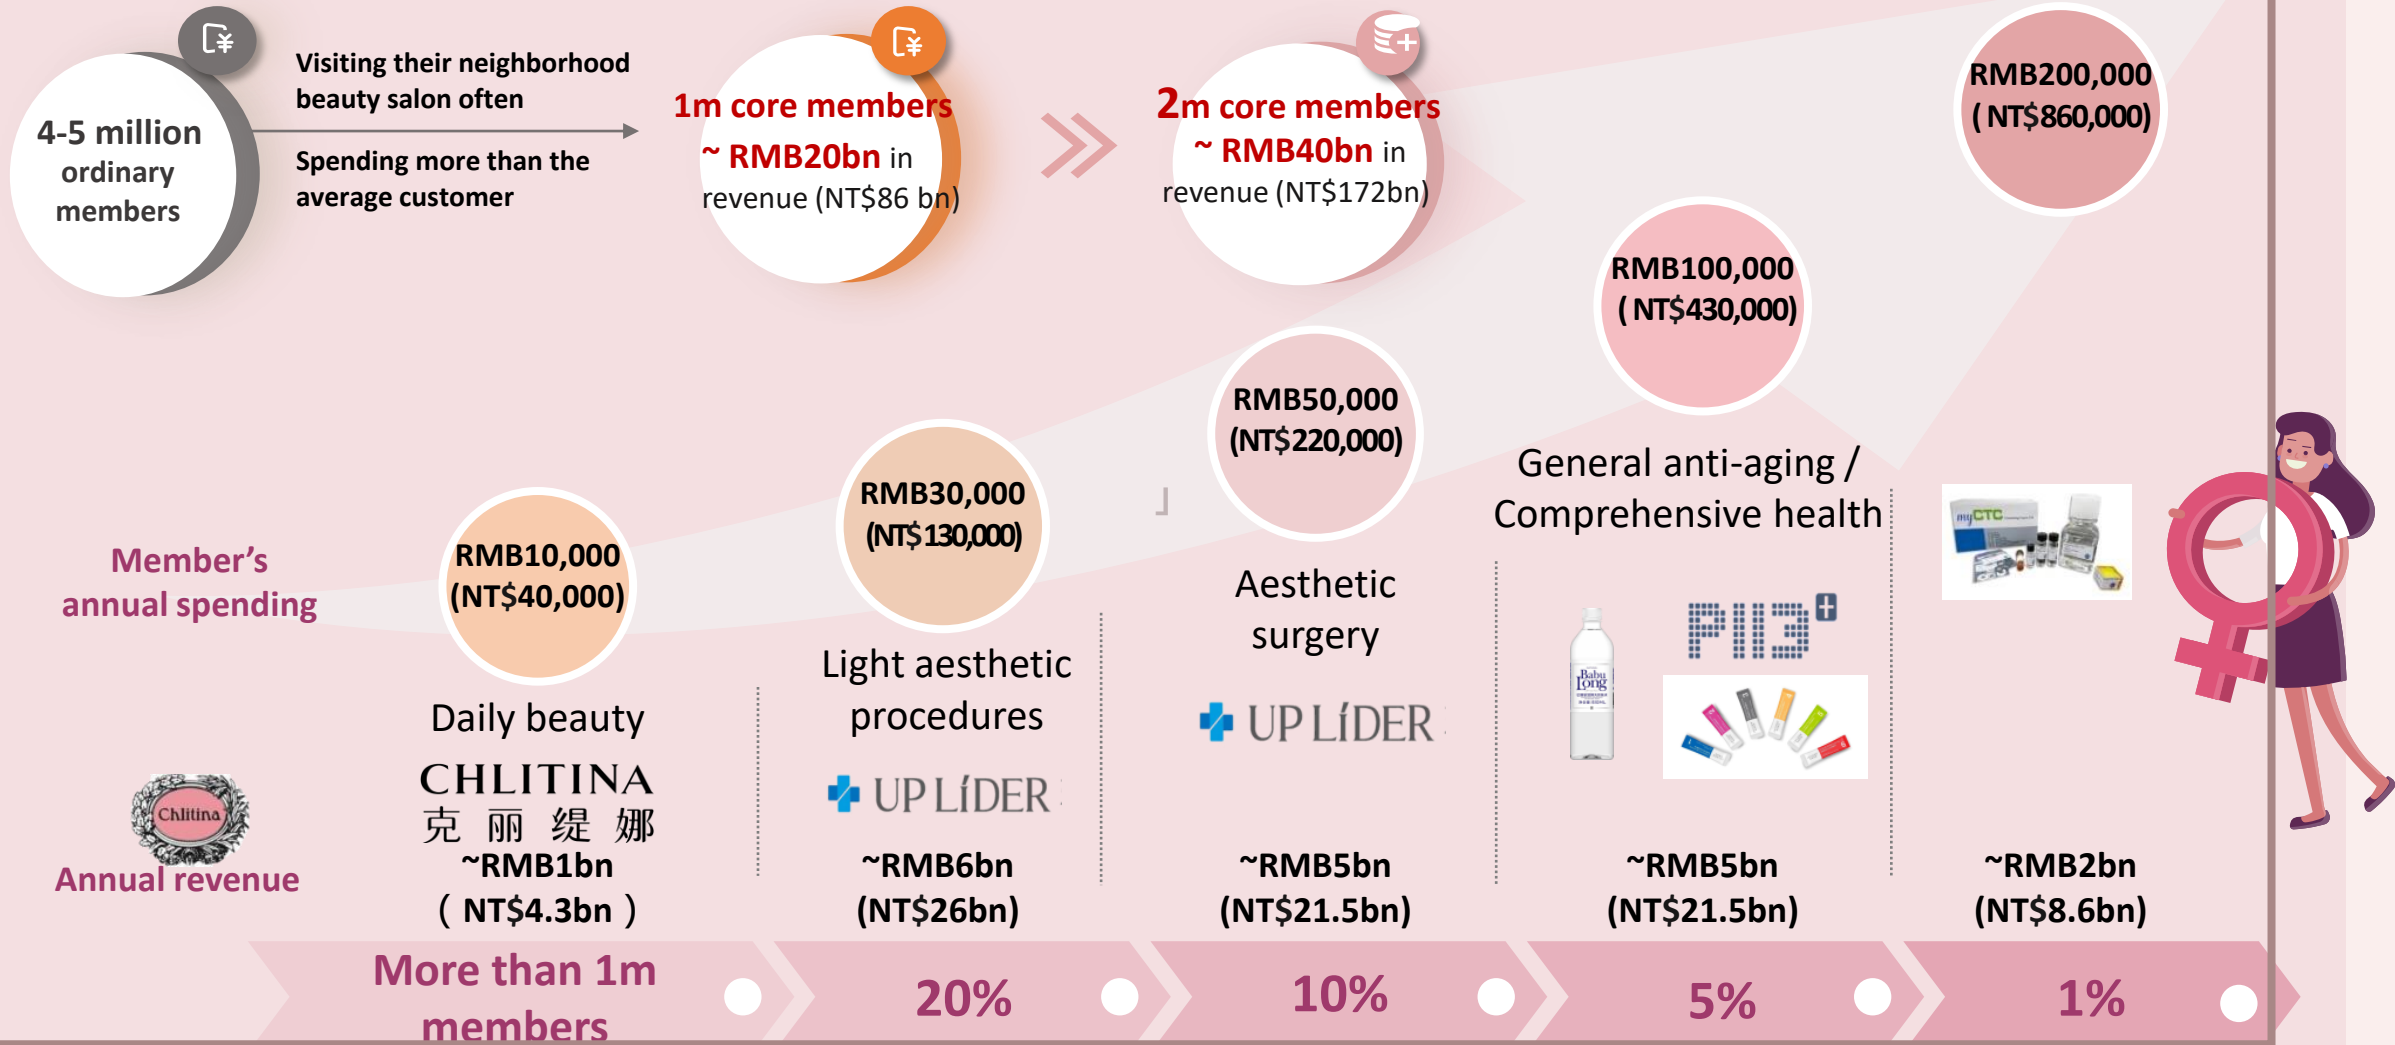 Visiting their neighborhood
beauty salon often
Spending more than the
average customer
4-5 million
ordinary
members
1m core members
~ RMB20bn in
revenue (NT$86 bn)
2m core members
~ RMB40bn in
revenue (NT$172bn)
RMB200,000
( NT$860,000)
RMB100,000
( NT$430,000)
RMB50,000
(NT$220,000)
RMB30,000
(NT$130,000)
RMB10,000
(NT$40,000)
Member's
annual spending
Daily beauty
CHLITINA
克丽缇娜
Light aesthetic
procedures
UP LÍDER
Aesthetic
surgery
UP LÍDER
General anti-aging /
Comprehensive health
Babu
Long
PII3+
myCTC
Chlitina
Annual revenue
~RMB1bn
( NT$4.3bn )
~RMB6bn
(NT$26bn)
~RMB5bn
(NT$21.5bn)
~RMB5bn
(NT$21.5bn)
~RMB2bn
(NT$8.6bn)
More than 1m
members
20%
10%
5%
1%